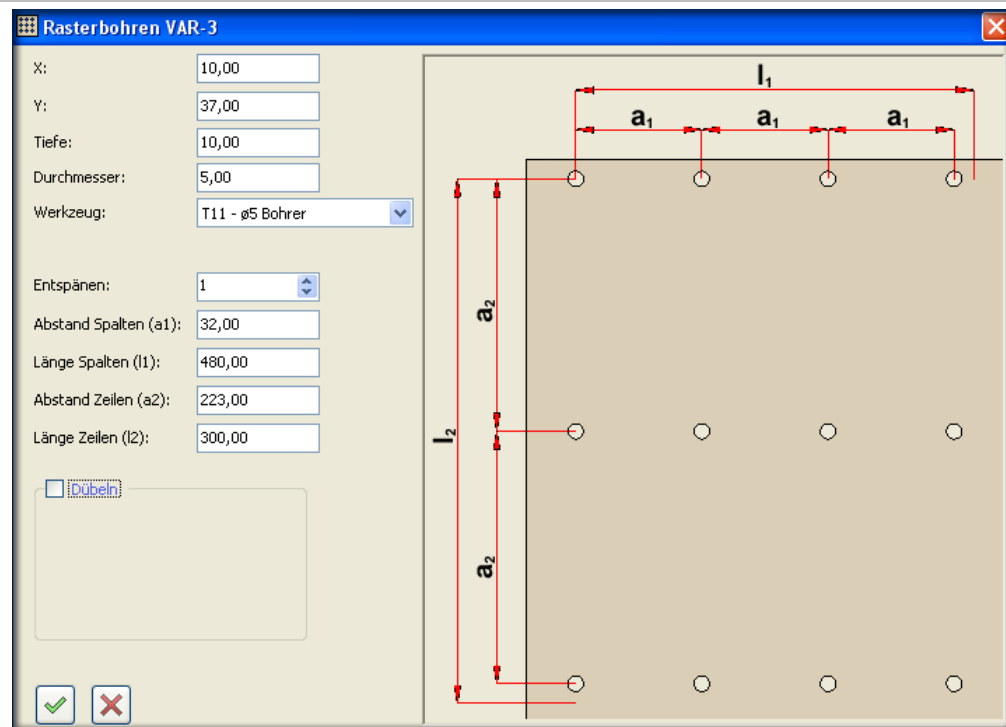 Rasterbohren VAR-3
X: 10,00
Y: 37,00
Tiefe: 10,00
Durchmesser: 5,00
Werkzeug: T11 - ø5 Bohrer
Entspänen: 1
Abstand Spalten (a1): 32,00
Länge Spalten (l1): 480,00
Abstand Zeilen (a2): 223,00
Länge Zeilen (l2): 300,00
Dübeln
l₁
a₁ a₁ a₁
a₂
l₂
a₂